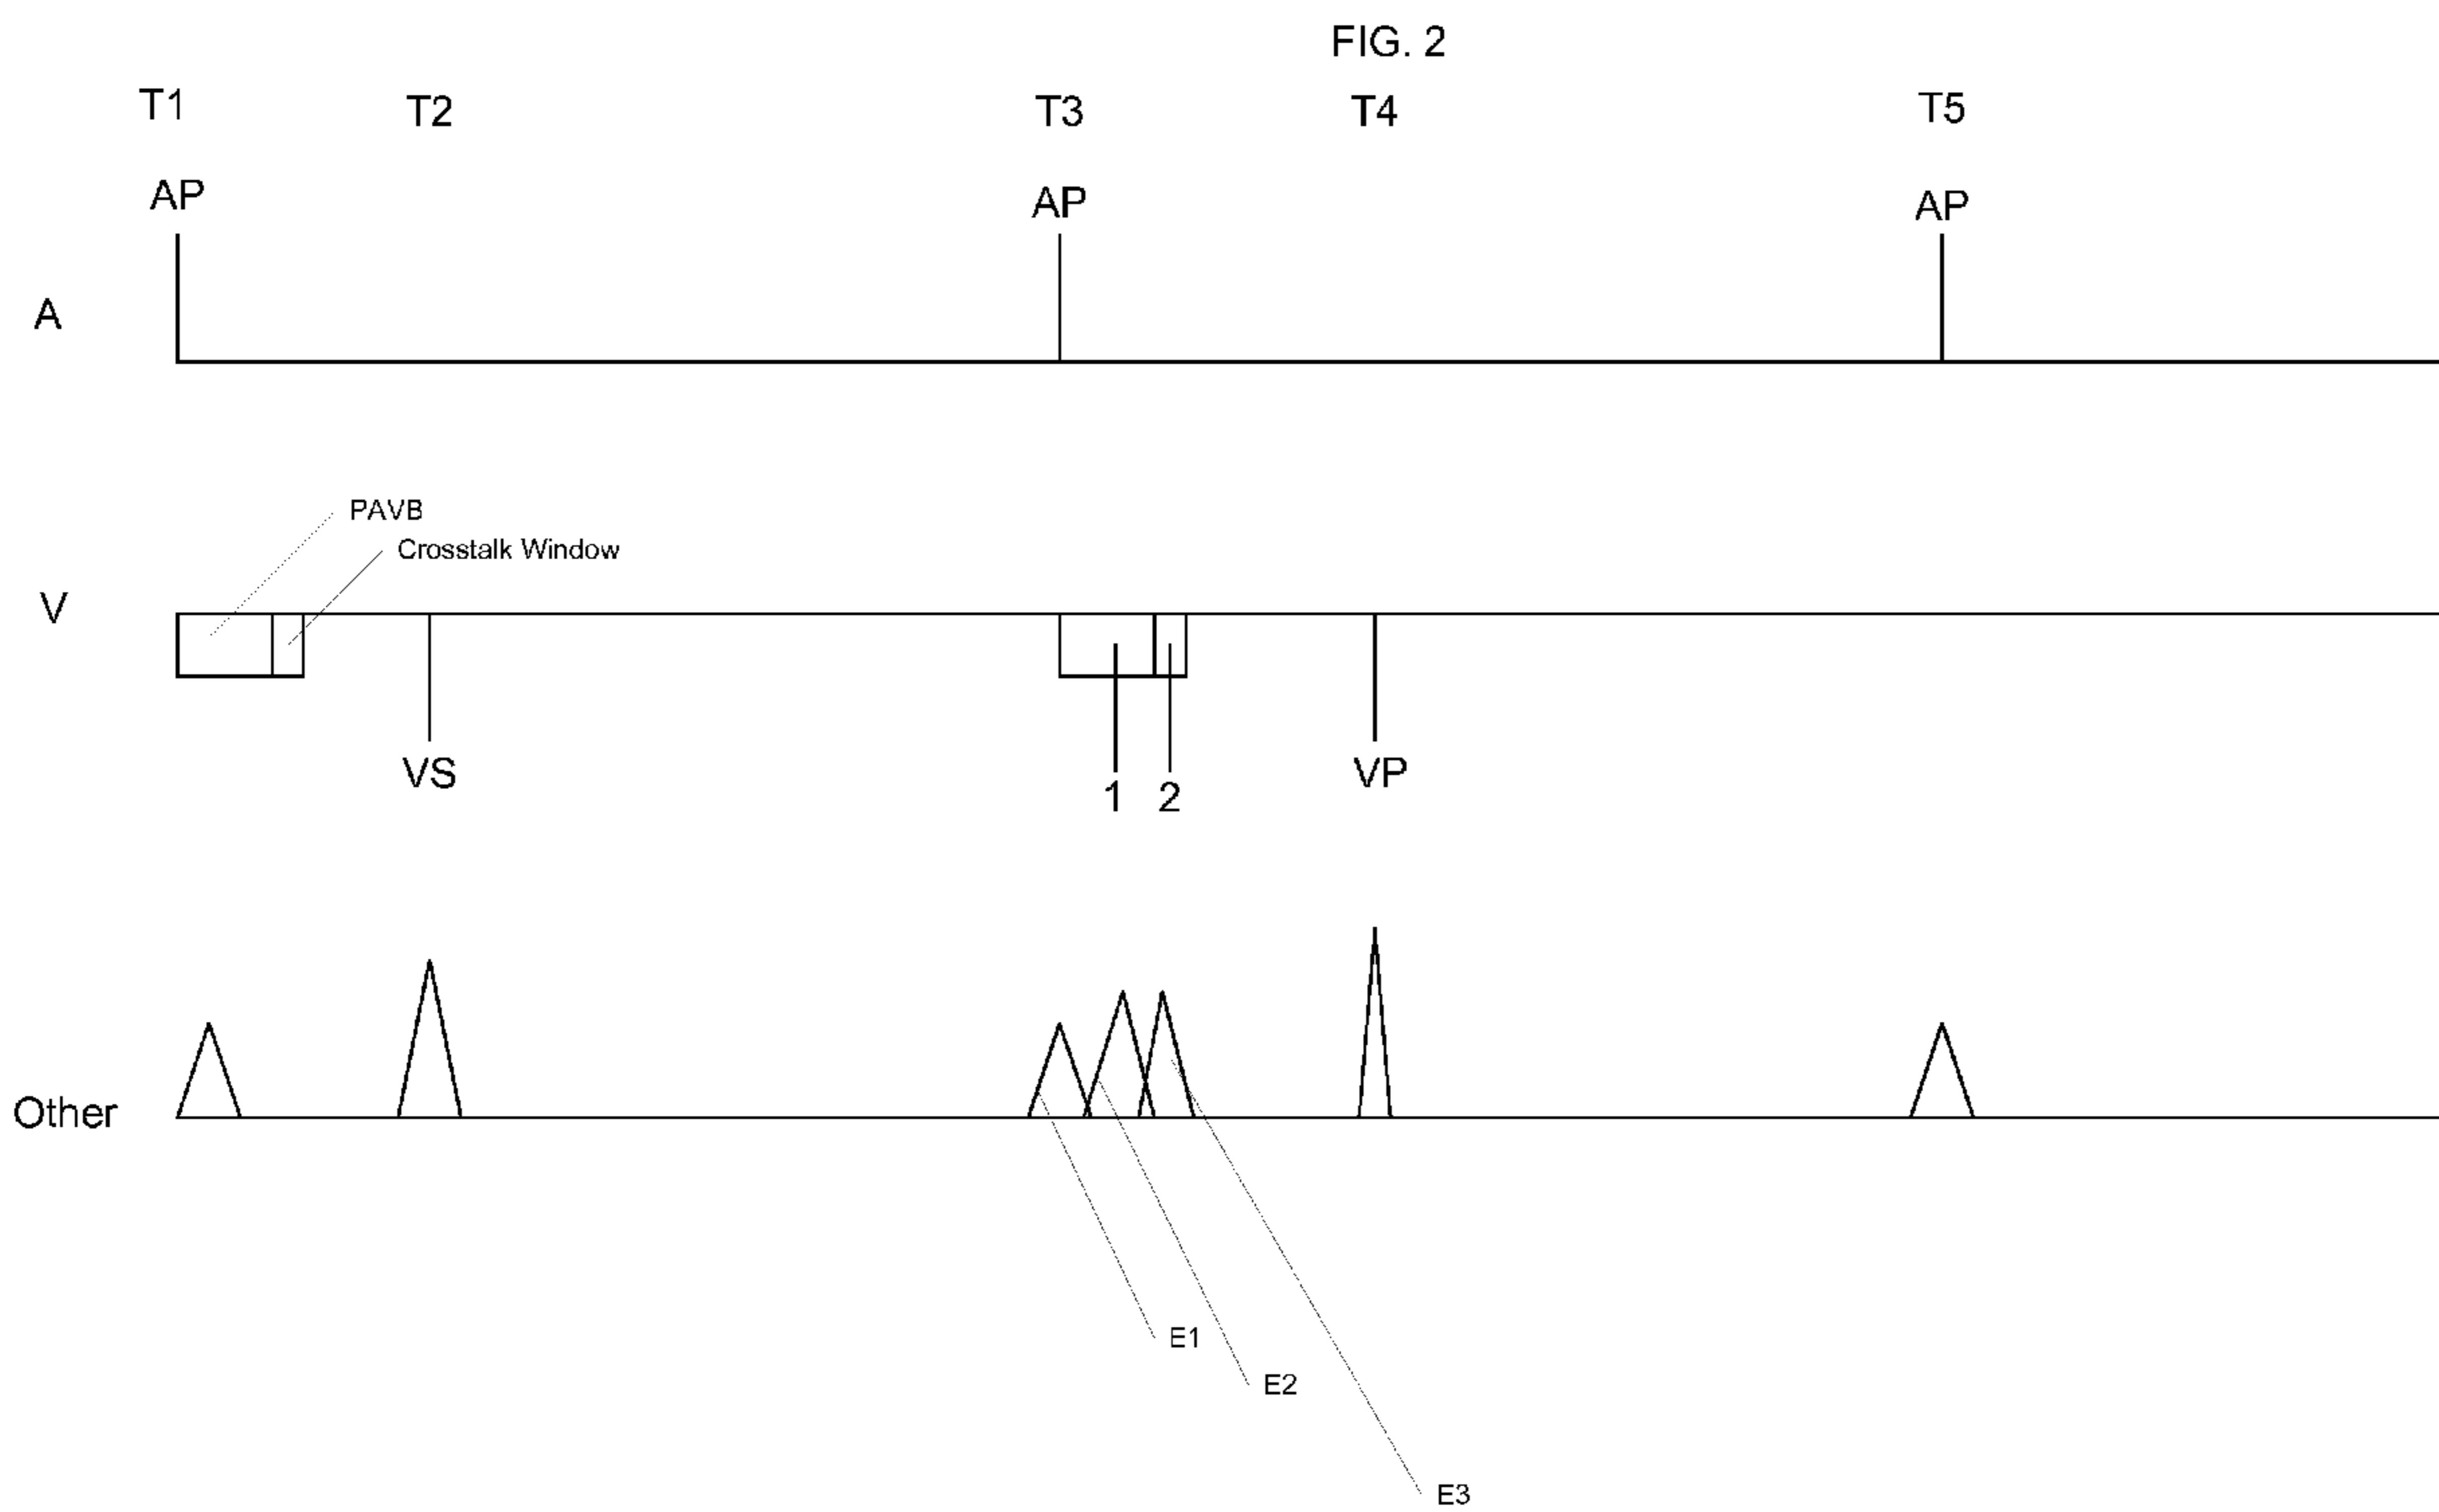 FIG. 2
T1 T2 T3 T4 T5
AP AP AP
A
PAVB
Crosstalk Window
V
VS 1 2 VP
Other
E1
E2
E3